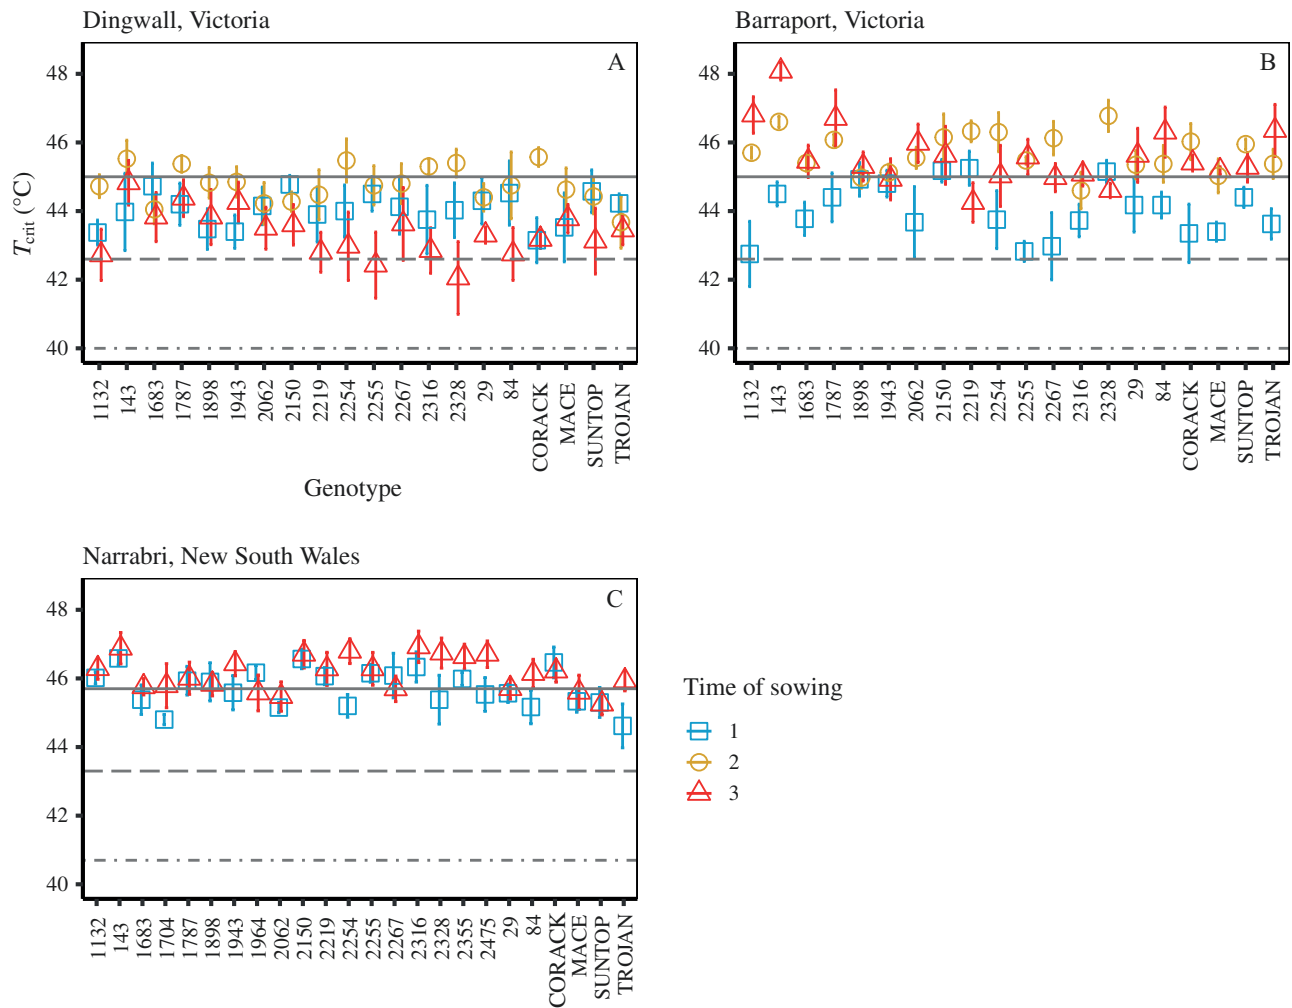 Dingwall, Victoria
A
T crit (°C)
48
46
44
42
40
1132 143 1683 1787 1898 1943 2062 2150 2219 2254 2255 2267 2316 2328 29 84 CORACK MACE SUNTOP TROJAN
Genotype
Barraport, Victoria
B
48
46
44
42
40
1132 143 1683 1787 1898 1943 2062 2150 2219 2254 2255 2267 2316 2328 29 84 CORACK MACE SUNTOP TROJAN
Narrabri, New South Wales
C
48
46
44
42
40
1132 143 1683 1704 1787 1898 1943 1964 2062 2150 2219 2254 2255 2267 2316 2328 2355 2475 29 84 CORACK MACE SUNTOP TROJAN
Time of sowing
1
2
3